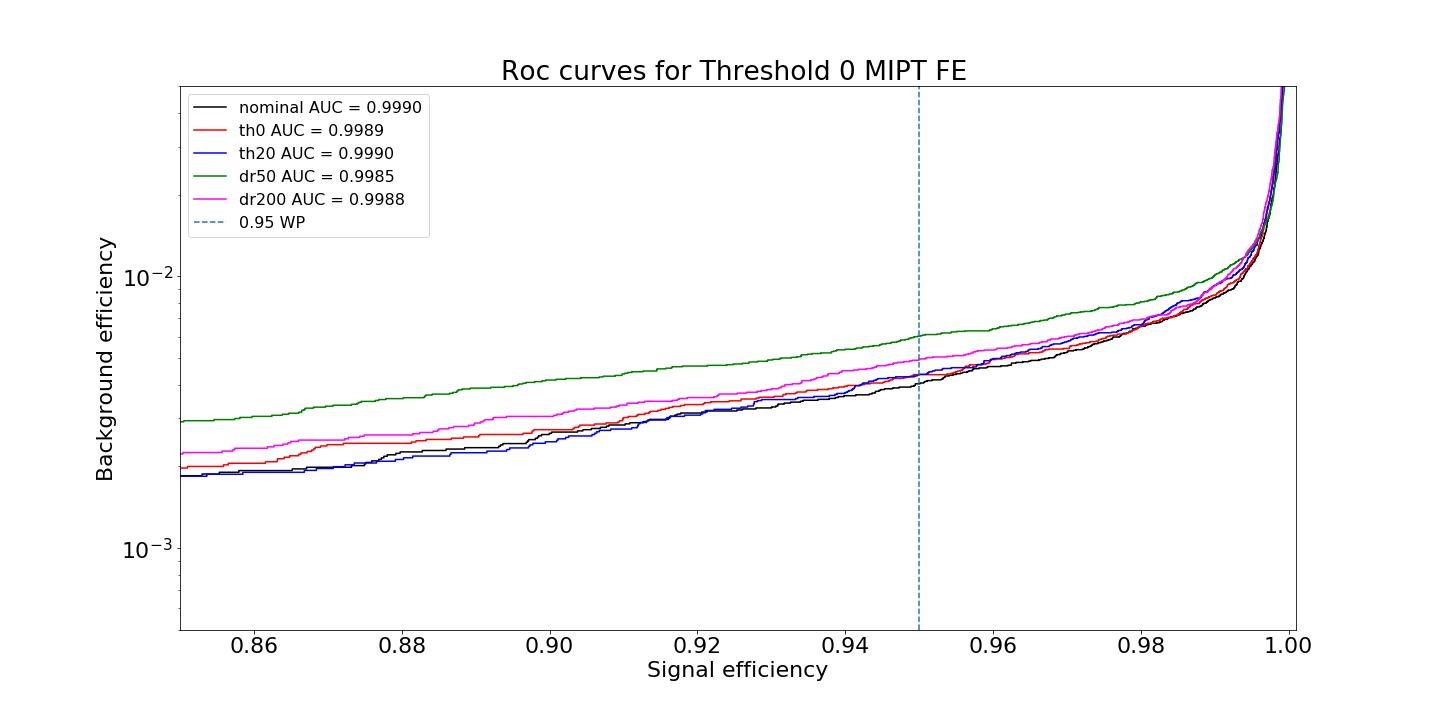 Roc curves for Threshold 0 MIPT FE
nominal AUC = 0.9990
th0 AUC = 0.9989
th20 AUC = 0.9990
dr50 AUC = 0.9985
dr200 AUC = 0.9988
0.95 WP
Background efficiency
10⁻²
10⁻³
0.86 0.88 0.90 0.92 0.94 0.96 0.98 1.00
Signal efficiency